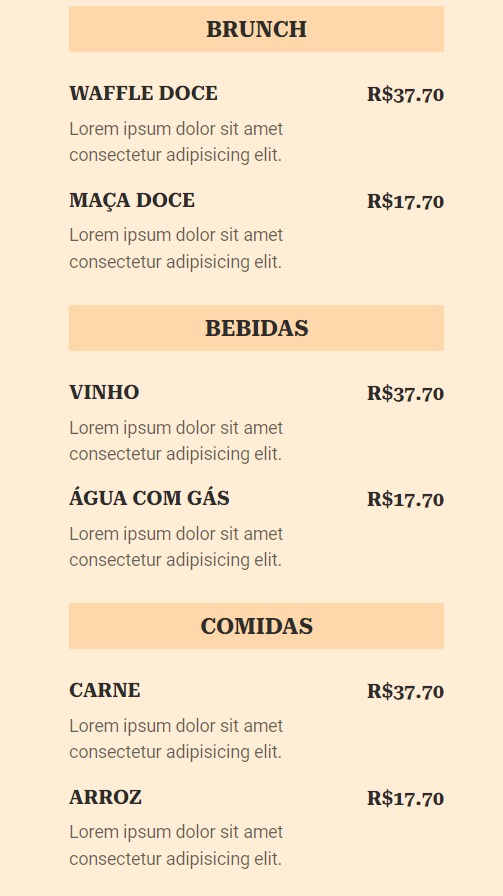 BRUNCH
WAFFLE DOCE R$37.70
Lorem ipsum dolor sit amet
consectetur adipisicing elit.
MAÇA DOCE R$17.70
Lorem ipsum dolor sit amet
consectetur adipisicing elit.
BEBIDAS
VINHO R$37.70
Lorem ipsum dolor sit amet
consectetur adipisicing elit.
ÁGUA COM GÁS R$17.70
Lorem ipsum dolor sit amet
consectetur adipisicing elit.
COMIDAS
CARNE R$37.70
Lorem ipsum dolor sit amet
consectetur adipisicing elit.
ARROZ R$17.70
Lorem ipsum dolor sit amet
consectetur adipisicing elit.